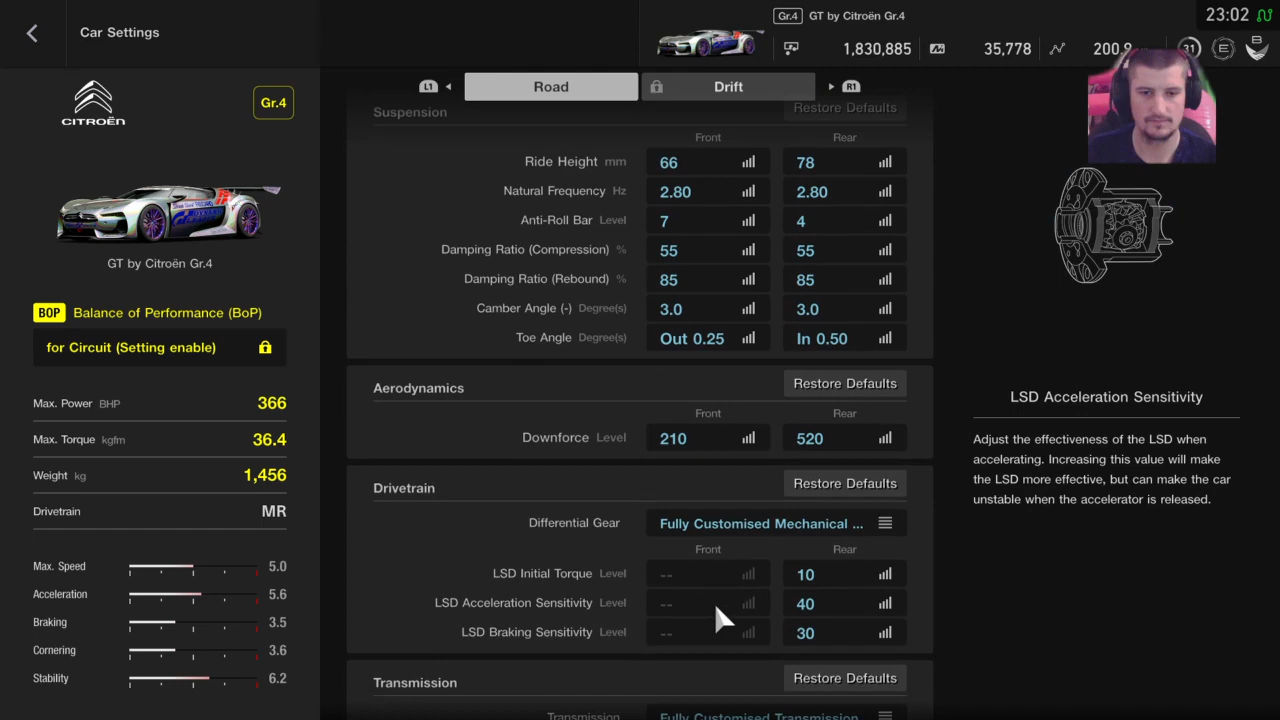 23:02
Car Settings
Gr.4 GT by Citroën Gr.4
1,830,885 35,778 200.9 31 E B
CITROËN
Gr.4
GT by Citroën Gr.4
BOP Balance of Performance (BoP)
for Circuit (Setting enable)
Max. Power BHP 366
Max. Torque kgfm 36.4
Weight kg 1,456
Drivetrain MR
Max. Speed 5.0
Acceleration 5.6
Braking 3.5
Cornering 3.6
Stability 6.2
L1 Road Drift R1
Suspension Restore Defaults
Front Rear
Ride Height mm 66 78
Natural Frequency Hz 2.80 2.80
Anti-Roll Bar Level 7 4
Damping Ratio (Compression) % 55 55
Damping Ratio (Rebound) % 85 85
Camber Angle (-) Degree(s) 3.0 3.0
Toe Angle Degree(s) Out 0.25 In 0.50
Aerodynamics Restore Defaults
Front Rear
Downforce Level 210 520
Drivetrain Restore Defaults
Differential Gear Fully Customised Mechanical ...
Front Rear
LSD Initial Torque Level -- 10
LSD Acceleration Sensitivity Level -- 40
LSD Braking Sensitivity Level -- 30
Transmission Restore Defaults
Transmission Fully Customised Transmission
LSD Acceleration Sensitivity
Adjust the effectiveness of the LSD when
accelerating. Increasing this value will make
the LSD more effective, but can make the car
unstable when the accelerator is released.